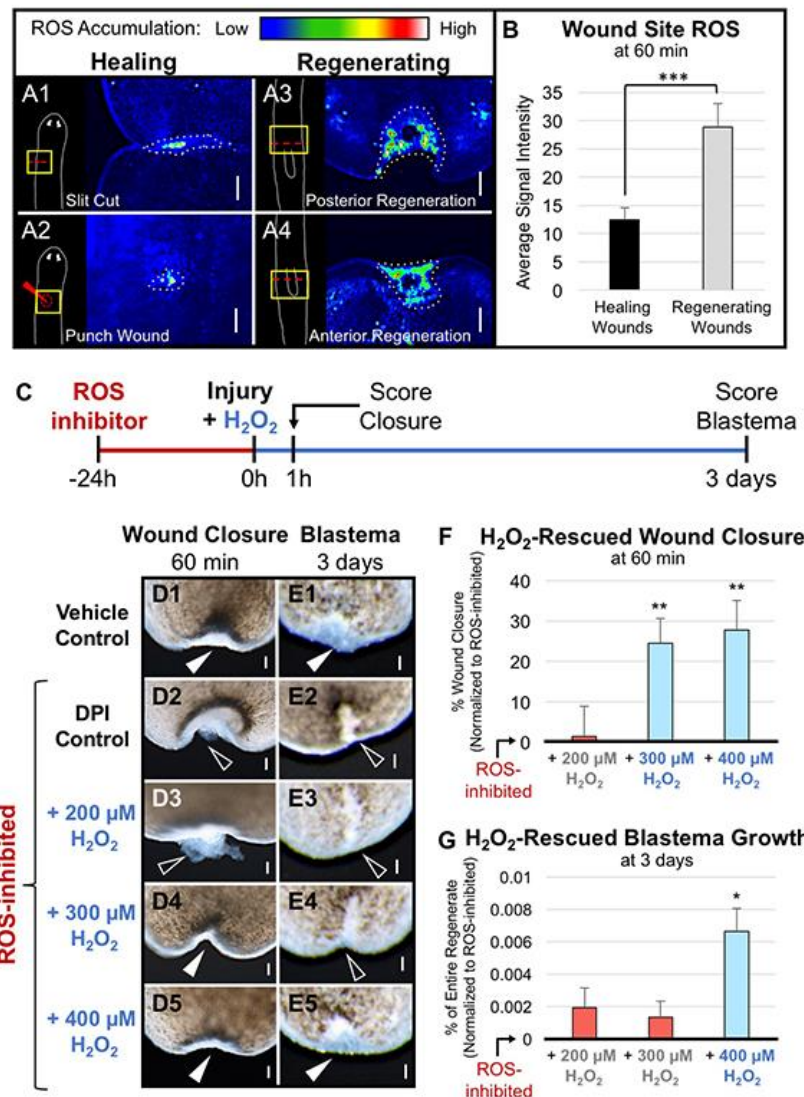 ROS Accumulation: Low High
Healing Regenerating
A1
Slit Cut
A3
Posterior Regeneration
A2
Punch Wound
A4
Anterior Regeneration
B Wound Site ROS
at 60 min
***
Average Signal Intensity
35
30
25
20
15
10
5
0
Healing Wounds
Regenerating Wounds
C
ROS inhibitor
Injury + H₂O₂
Score Closure
Score Blastema
-24h 0h 1h 3 days
Wound Closure
60 min
Blastema
3 days
Vehicle Control
D1 E1
ROS-inhibited
DPI Control
D2 E2
+ 200 µM H₂O₂
D3 E3
+ 300 µM H₂O₂
D4 E4
+ 400 µM H₂O₂
D5 E5
F H₂O₂-Rescued Wound Closure
at 60 min
% Wound Closure
(Normalized to ROS-inhibited)
40
30
20
10
0
** **
ROS-inhibited
+ 200 µM H₂O₂
+ 300 µM H₂O₂
+ 400 µM H₂O₂
G H₂O₂-Rescued Blastema Growth
at 3 days
% of Entire Regenerate
(Normalized to ROS-inhibited)
0.01
0.008
0.006
0.004
0.002
0
*
ROS-inhibited
+ 200 µM H₂O₂
+ 300 µM H₂O₂
+ 400 µM H₂O₂